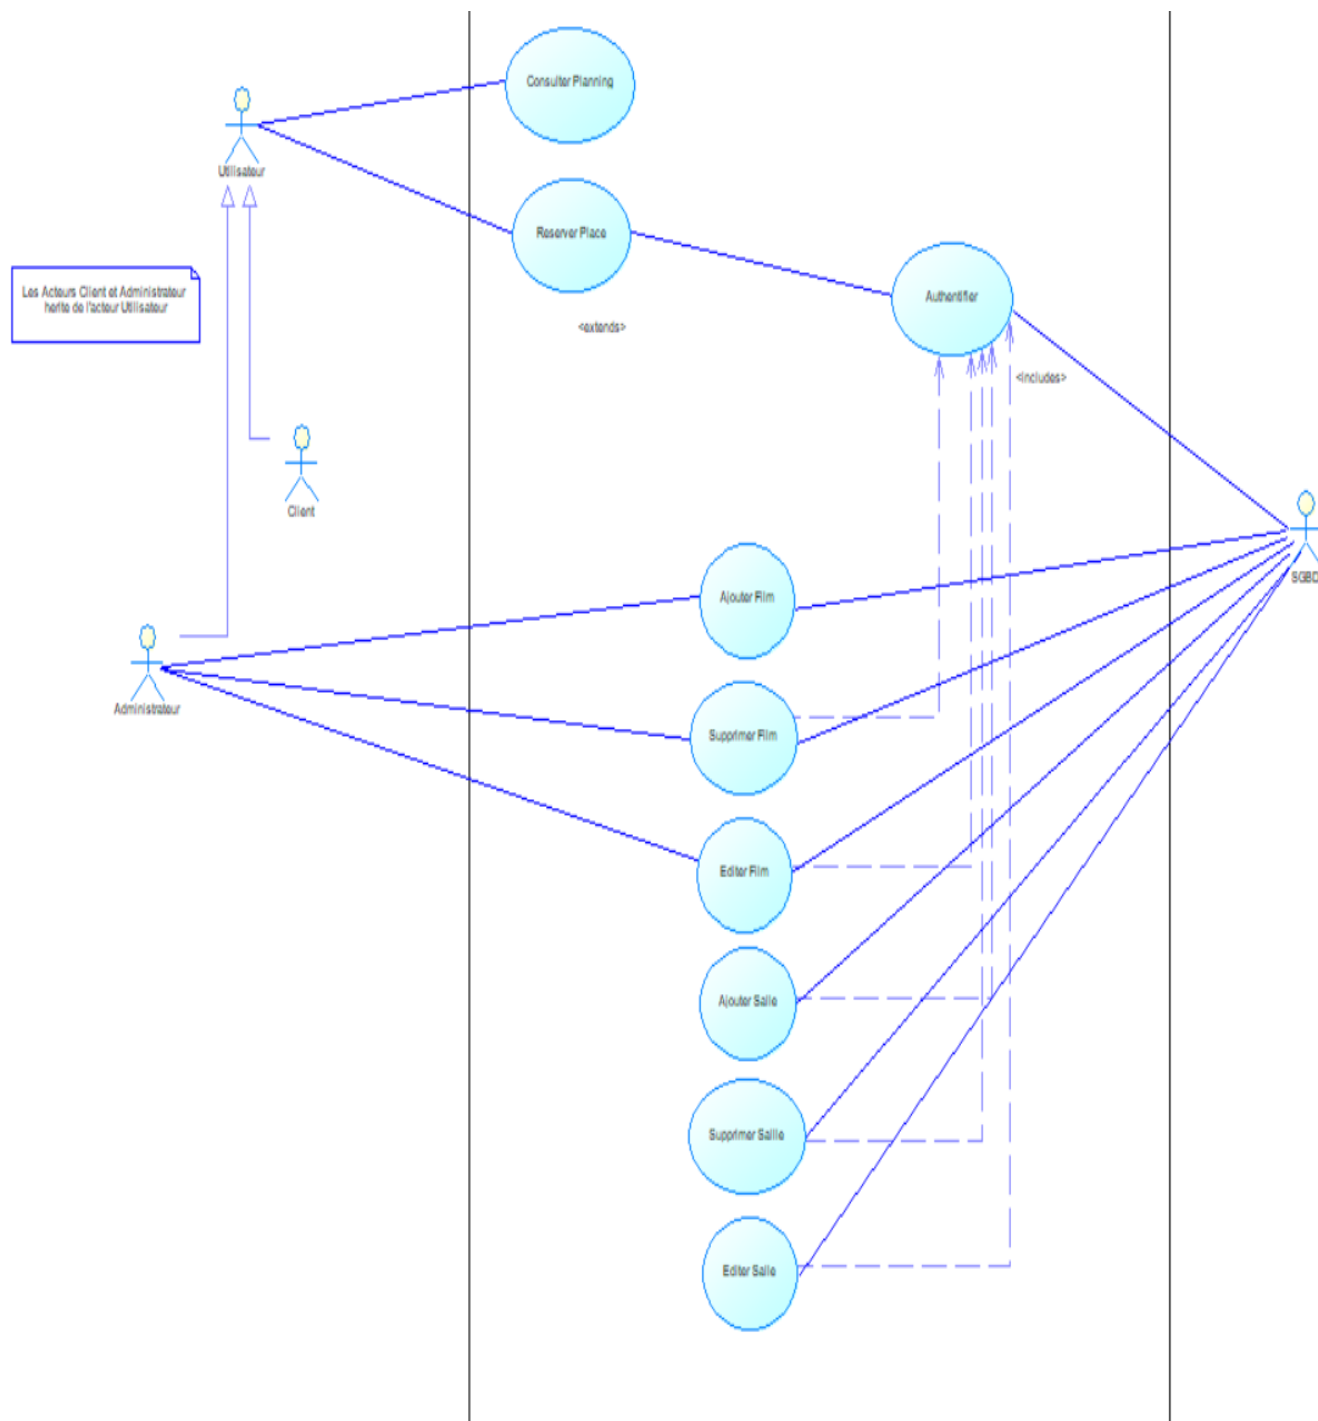 Consulter Planning
Utilisateur
Reserver Place
Authentifier
Les Acteurs Client et Administrateur
herite de l'acteur Utilisateur
<extends>
<includes>
Client
SGBD
Ajouter Film
Administrateur
Supprimer Film
Editer Film
Ajouter Salle
Supprimer Salle
Editer Salle